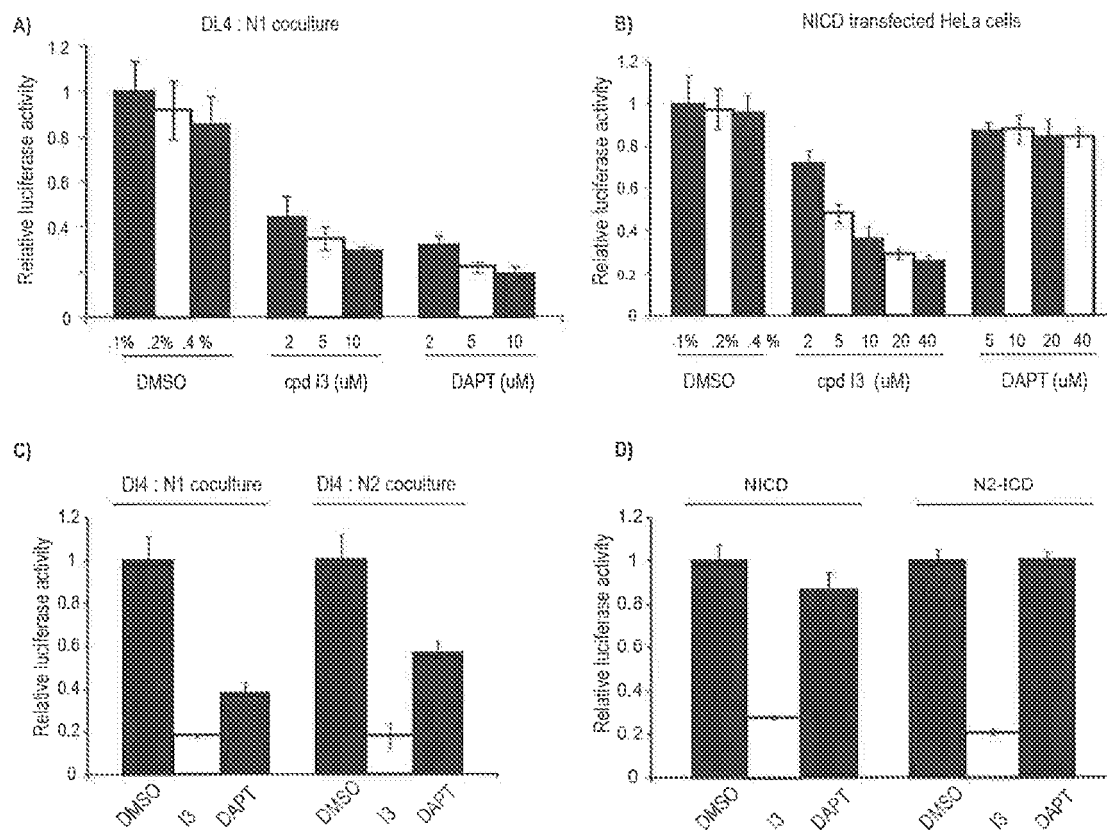 A)
DL4 : N1 coculture
Relative luciferase activity
1.2
1
0.8
0.6
0.4
0.2
0
.1% .2% .4 %
DMSO
2 5 10
cpd I3 (uM)
2 5 10
DAPT (uM)
B)
NICD transfected HeLa cells
Relative luciferase activity
1.2
1
0.8
0.6
0.4
0.2
0
.1% .2% .4 %
DMSO
2 5 10 20 40
cpd I3 (uM)
5 10 20 40
DAPT (uM)
C)
Dl4 : N1 coculture
Dl4 : N2 coculture
Relative luciferase activity
1.2
1
0.8
0.6
0.4
0.2
0
DMSO I3 DAPT DMSO I3 DAPT
D)
NICD
N2-ICD
Relative luciferase activity
1.2
1
0.8
0.6
0.4
0.2
0
DMSO I3 DAPT DMSO I3 DAPT